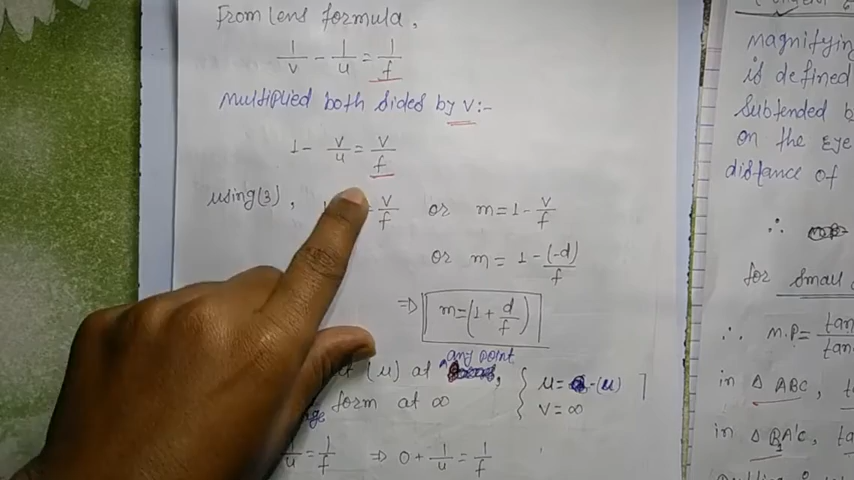 From lens formula,
1/v - 1/u = 1/f
Multiplied both sides by v:-
1 - v/u = v/f
using(3), v/f or m = 1 - v/f
or m = 1 - (-d)/f
⇒ m = (1 + d/f)
any point
(u) at , { u = -(u) ]
form at ∞ v = ∞
1/u = 1/f ⇒ 0 + 1/u = 1/f
magnifying
is defined
subtended b
on the eye
distance of
∴
for small
∴ M.P = tan
tan
in △ ABC,
in △ BA'C,